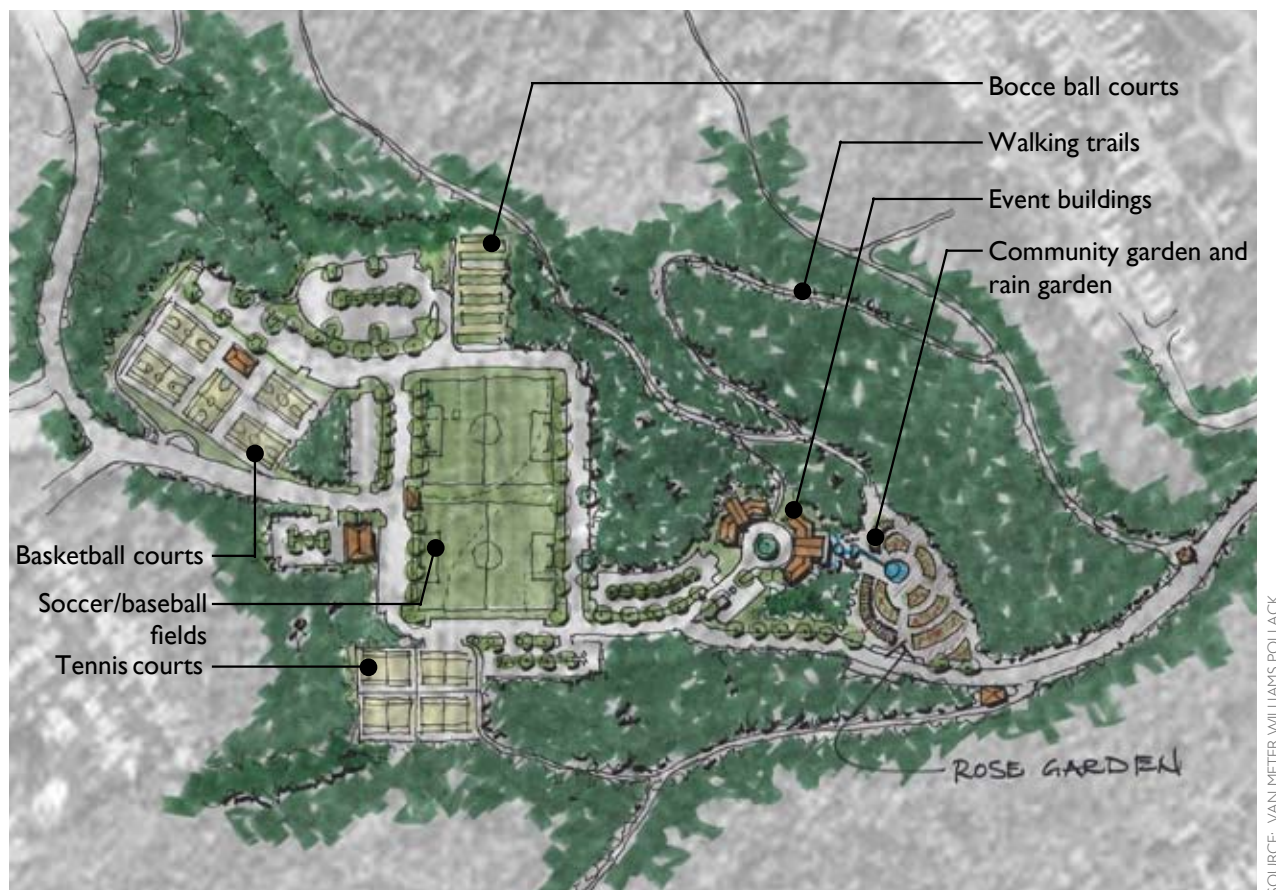 Bocce ball courts
Walking trails
Event buildings
Community garden and
rain garden
Basketball courts
Soccer/baseball
fields
Tennis courts
ROSE GARDEN
SOURCE: VAN METER WILLIAMS POLLACK